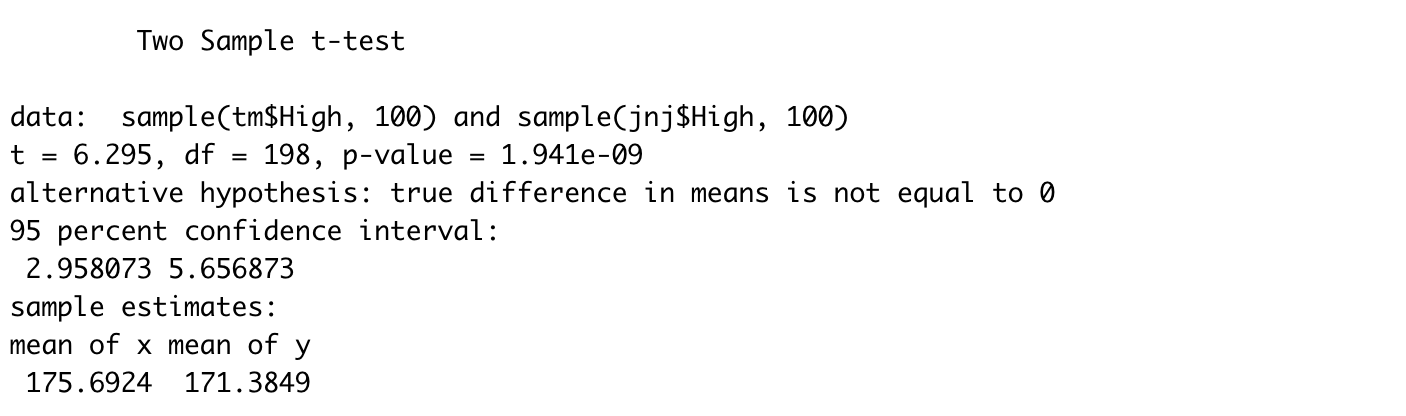 Two Sample t-test
data:  sample(tm$High, 100) and sample(jnj$High, 100)
t = 6.295, df = 198, p-value = 1.941e-09
alternative hypothesis: true difference in means is not equal to 0
95 percent confidence interval:
 2.958073 5.656873
sample estimates:
mean of x mean of y
 175.6924  171.3849